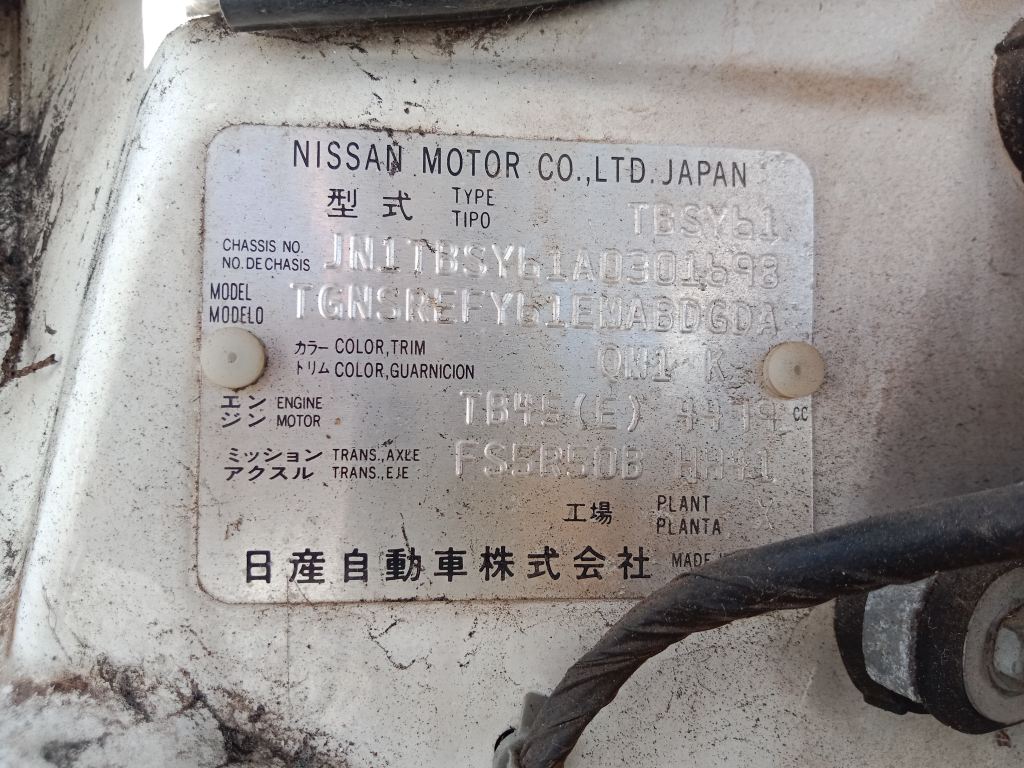 NISSAN MOTOR CO.,LTD. JAPAN
型式 TYPE TIPO TBSY61
CHASSIS NO. NO. DE CHASIS JN1TBSY61A0301698
MODEL MODELO TGNSREFY61EWABDGDA
カラー COLOR,TRIM
トリム COLOR,GUARNICION QM1 K
エンジン ENGINE MOTOR TB45(E) 4479 CC
ミッション TRANS.,AXLE
アクスル TRANS.,EJE FS5R50B HH41
工場 PLANT PLANTA
日産自動車株式会社 MADE